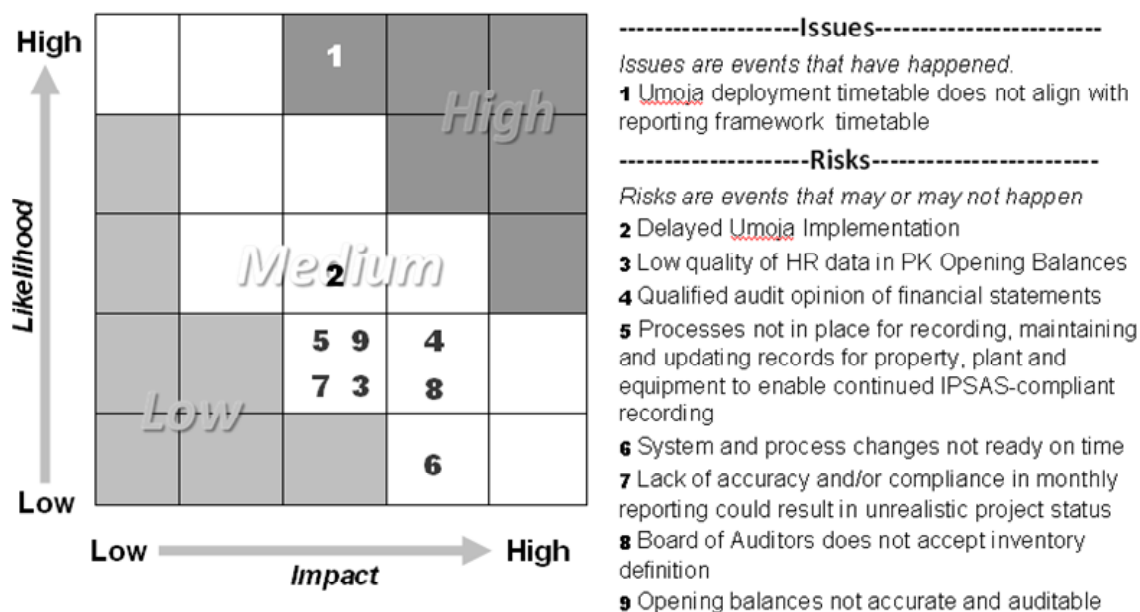 High
1
High
Likelihood
Medium
2
5 9 4
7 3 8
Low
6
Low
Low High
Impact
--------------------Issues-------------------------
Issues are events that have happened.
1 Umoja deployment timetable does not align with
reporting framework timetable
---------------------Risks-------------------------
Risks are events that may or may not happen
2 Delayed Umoja Implementation
3 Low quality of HR data in PK Opening Balances
4 Qualified audit opinion of financial statements
5 Processes not in place for recording, maintaining
and updating records for property, plant and
equipment to enable continued IPSAS-compliant
recording
6 System and process changes not ready on time
7 Lack of accuracy and/or compliance in monthly
reporting could result in unrealistic project status
8 Board of Auditors does not accept inventory
definition
9 Opening balances not accurate and auditable